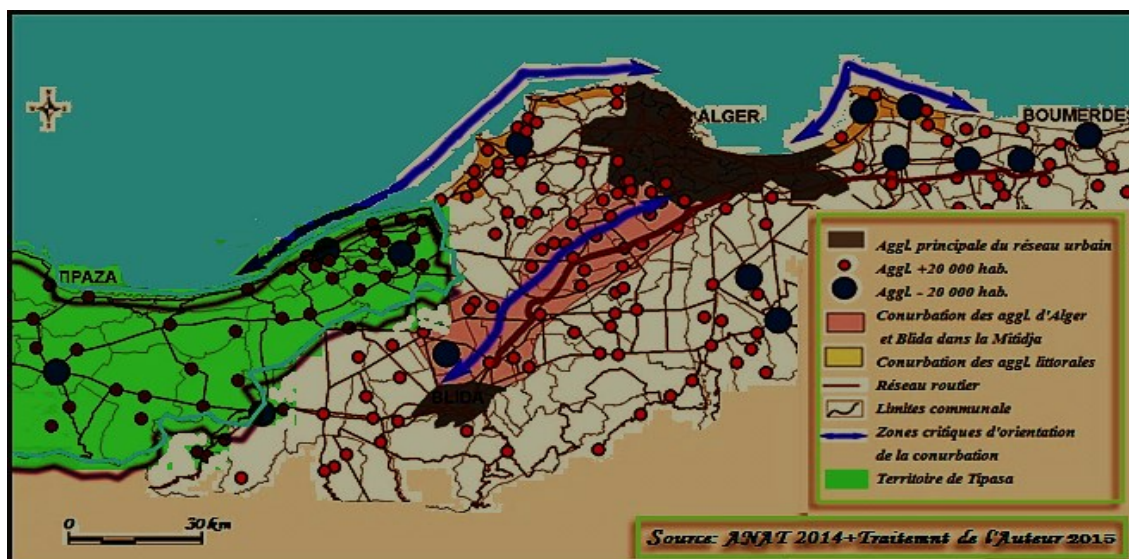 ALGER
BOUMERDES
TIPAZA
BLIDA
Aggl. principale du réseau urbain
Aggl. +20 000 hab.
Aggl. - 20 000 hab.
Conurbation des aggl. d'Alger
et Blida dans la Mitidja
Conurbation des aggl. littorales
Réseau routier
Limites communale
Zones critiques d'orientation
de la conurbation
Territoire de Tipasa
0 30 km
Source: ANAT 2014+Traitemnt de l'Auteur 2015